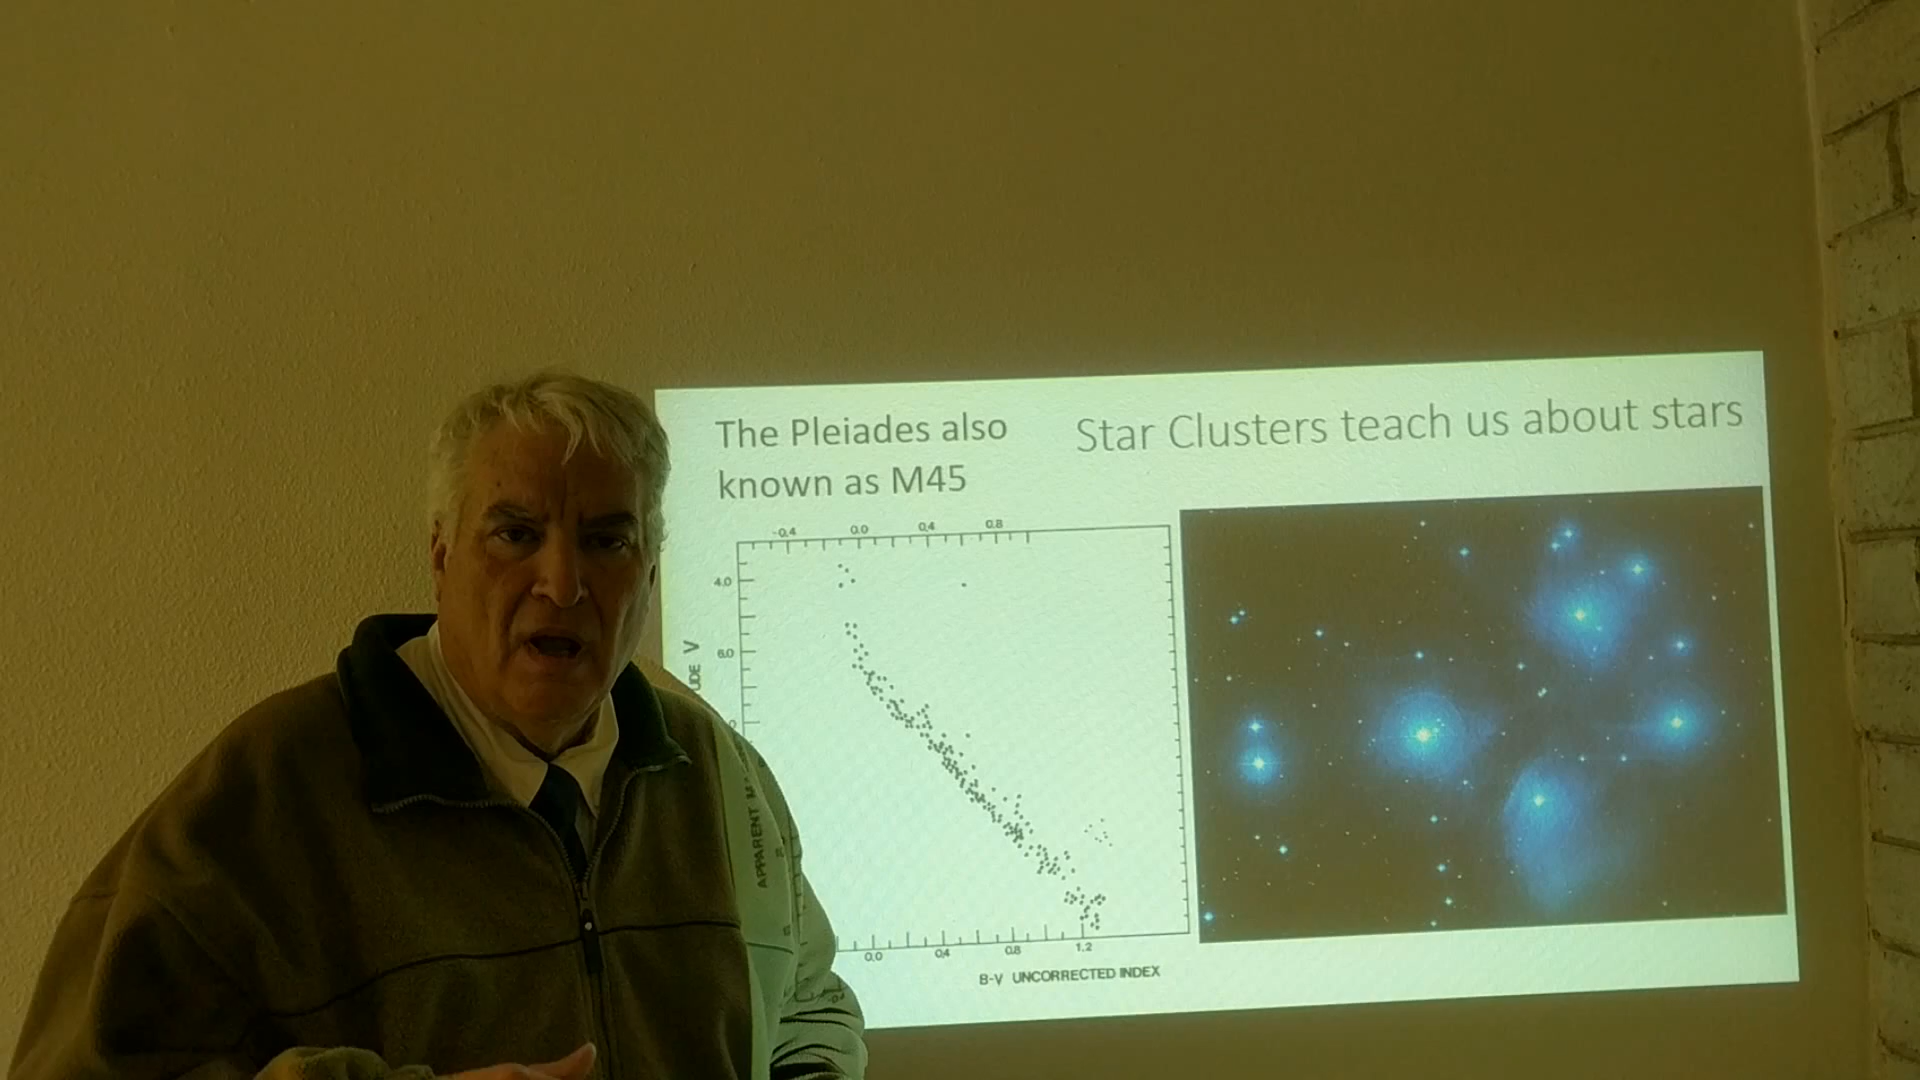 The Pleiades also
known as M45
Star Clusters teach us about stars
-0.4 0.0 0.4 0.8
4.0
6.0
V
APPARENT
0.0 0.4 0.8 1.2
B-V UNCORRECTED INDEX